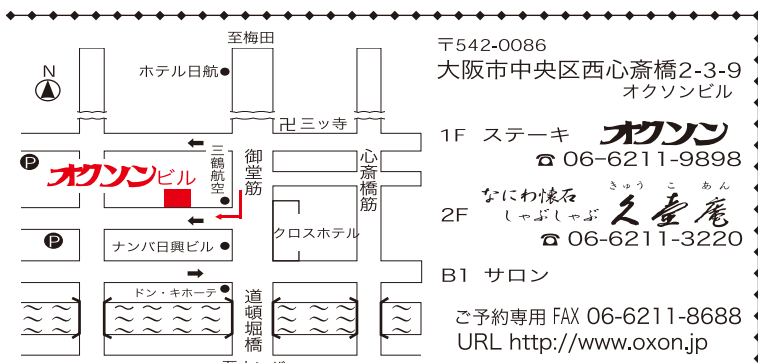 至梅田
N
ホテル日航
卍三ッ寺
三鶴航空
御堂筋
心斎橋筋
P
オクソンビル
クロスホテル
P
ナンバ日興ビル
ドン・キホーテ
道頓堀橋
〒542-0086
大阪市中央区西心斎橋2-3-9
オクソンビル
1F ステーキ オクソン
☎ 06-6211-9898
きゅう こ あん
2F なにわ懐石 しゃぶしゃぶ 久壺庵
☎ 06-6211-3220
B1 サロン
ご予約専用 FAX 06-6211-8688
URL http://www.oxon.jp